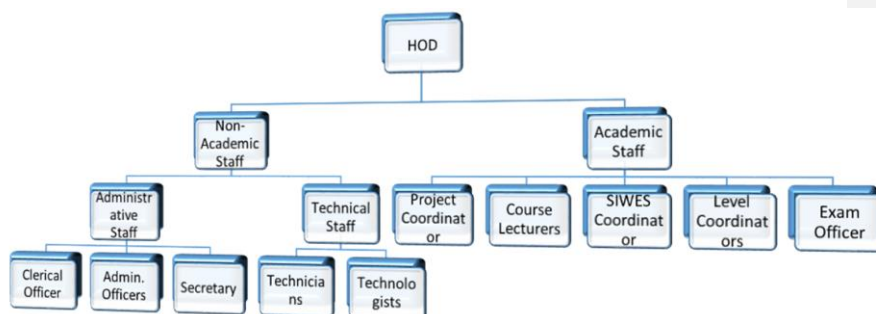 HOD
Non-
Academic
Staff
Academic
Staff
Administr
ative
Staff
Technical
Staff
Project
Coordinat
or
Course
Lecturers
SIWES
Coordinat
or
Level
Coordinat
ors
Exam
Officer
Clerical
Officer
Admin.
Officers
Secretary
Technicia
ns
Technolo
gists